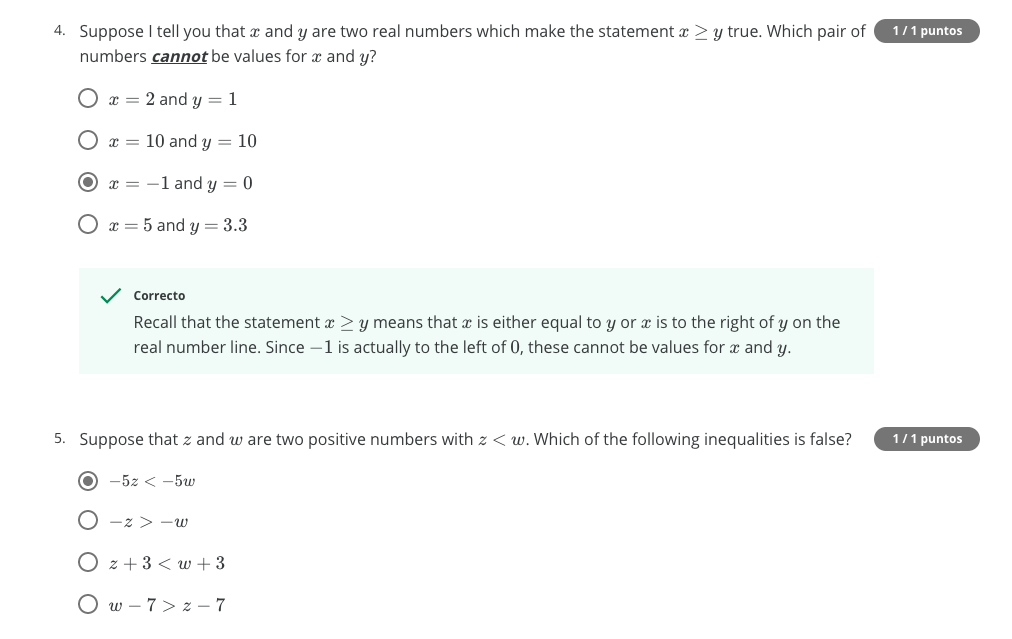 4. Suppose I tell you that x and y are two real numbers which make the statement x ≥ y true. Which pair of 1 / 1 puntos
numbers cannot be values for x and y?
x = 2 and y = 1
x = 10 and y = 10
x = −1 and y = 0
x = 5 and y = 3.3
Correcto
Recall that the statement x ≥ y means that x is either equal to y or x is to the right of y on the
real number line. Since −1 is actually to the left of 0, these cannot be values for x and y.
5. Suppose that z and w are two positive numbers with z < w. Which of the following inequalities is false? 1 / 1 puntos
−5z < −5w
−z > −w
z + 3 < w + 3
w − 7 > z − 7